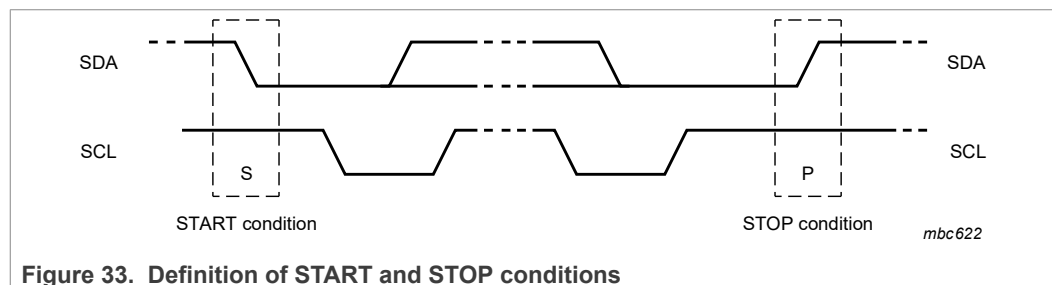 SDA SDA
SCL SCL
S P
START condition STOP condition
mbc622
Figure 33. Definition of START and STOP conditions